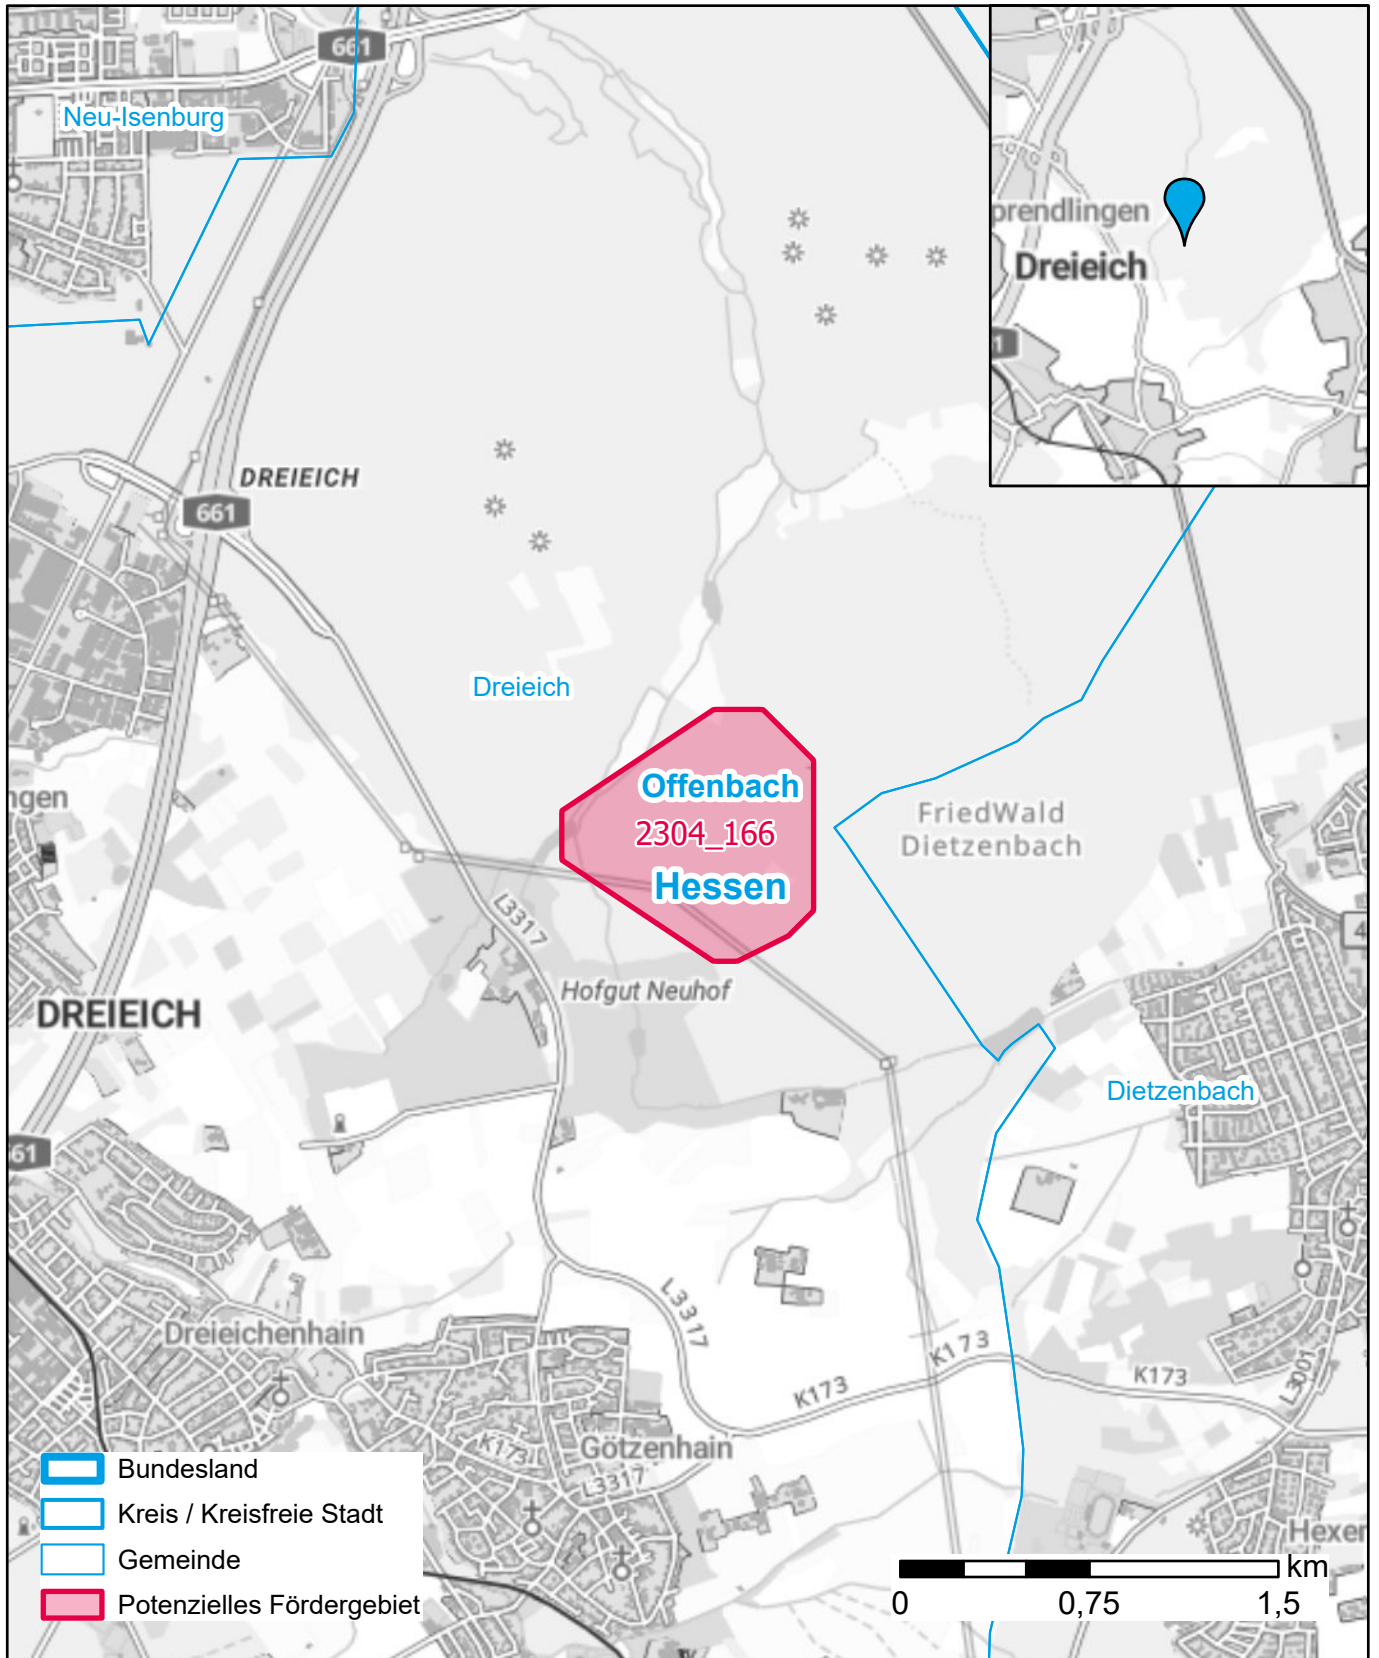 661
Neu-Isenburg
prendlingen
Dreieich
1
DREIEICH
661
Dreieich
ngen
Offenbach
2304_166
Hessen
FriedWald
Dietzenbach
L3317
4
Hofgut Neuhof
DREIEICH
Dietzenbach
61
L3317
Dreieichenhain
K173
K173
K173
L3001
K173
Götzenhain
L3317
Hexer
Bundesland
Kreis / Kreisfreie Stadt
Gemeinde
Potenzielles Fördergebiet
km
0 0,75 1,5